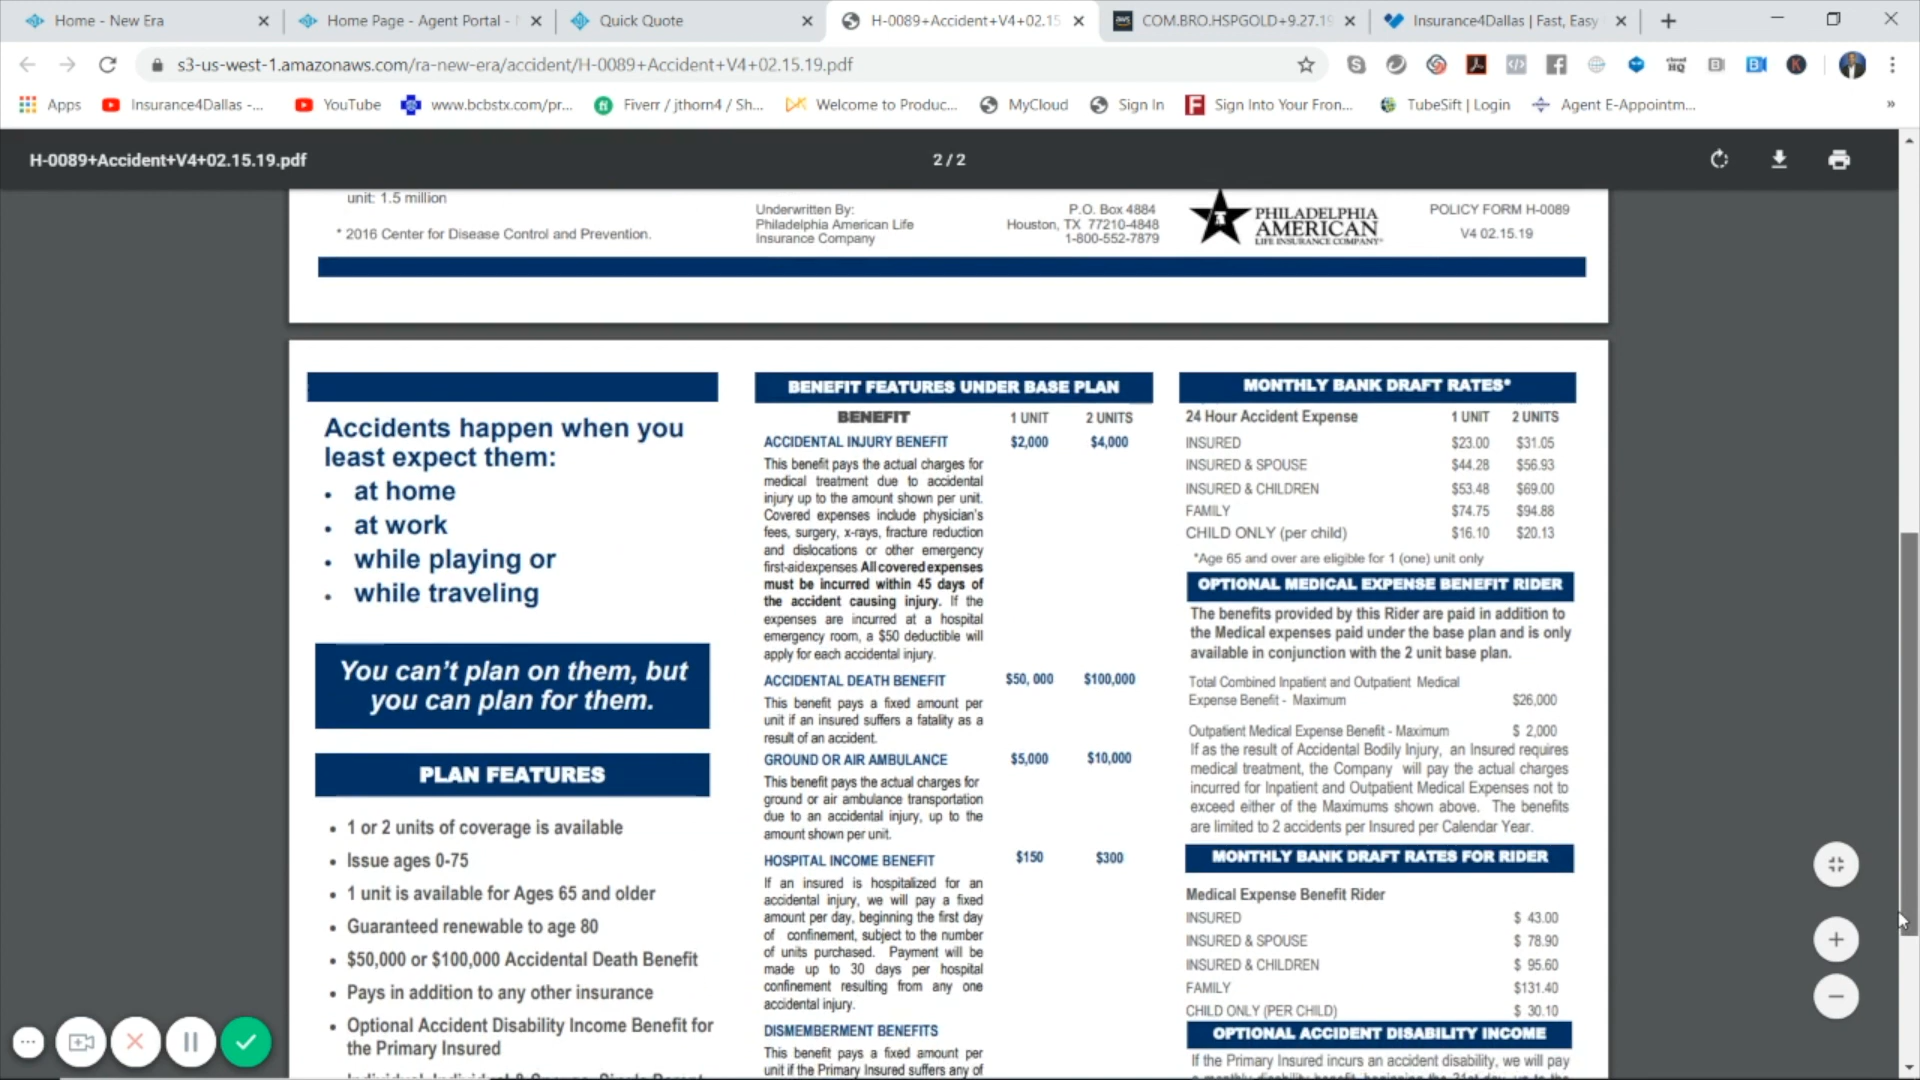 Home - New Era
Home Page - Agent Portal -
Quick Quote
H-0089+Accident+V4+02.15
COM.BRO.HSPGOLD+9.27.19
Insurance4Dallas | Fast, Easy
s3-us-west-1.amazonaws.com/ra-new-era/accident/H-0089+Accident+V4+02.15.19.pdf
Apps
Insurance4Dallas -...
YouTube
www.bcbstx.com/pr...
Fiverr / jthorn4 / Sh...
Welcome to Produc...
MyCloud
Sign In
Sign Into Your Fron...
TubeSift | Login
Agent E-Appointm...
»
H-0089+Accident+V4+02.15.19.pdf
2 / 2
unit: 1.5 million
* 2016 Center for Disease Control and Prevention.
Underwritten By:
Philadelphia American Life
Insurance Company
P.O. Box 4884
Houston, TX 77210-4848
1-800-552-7879
PHILADELPHIA
AMERICAN
LIFE INSURANCE COMPANY
POLICY FORM H-0089
V4 02.15.19
Accidents happen when you
least expect them:
• at home
• at work
• while playing or
• while traveling
You can't plan on them, but
you can plan for them.
PLAN FEATURES
• 1 or 2 units of coverage is available
• Issue ages 0-75
• 1 unit is available for Ages 65 and older
• Guaranteed renewable to age 80
• $50,000 or $100,000 Accidental Death Benefit
• Pays in addition to any other insurance
• Optional Accident Disability Income Benefit for
the Primary Insured
BENEFIT FEATURES UNDER BASE PLAN
BENEFIT 1 UNIT 2 UNITS
ACCIDENTAL INJURY BENEFIT $2,000 $4,000
This benefit pays the actual charges for
medical treatment due to accidental
injury up to the amount shown per unit.
Covered expenses include physician's
fees, surgery, x-rays, fracture reduction
and dislocations or other emergency
first-aidexpenses All coveredexpenses
must be incurred within 45 days of
the accident causing injury. If the
expenses are incurred at a hospital
emergency room, a $50 deductible will
apply for each accidental injury.
ACCIDENTAL DEATH BENEFIT $50, 000 $100,000
This benefit pays a fixed amount per
unit if an insured suffers a fatality as a
result of an accident.
GROUND OR AIR AMBULANCE $5,000 $10,000
This benefit pays the actual charges for
ground or air ambulance transportation
due to an accidental injury, up to the
amount shown per unit.
HOSPITAL INCOME BENEFIT $150 $300
If an insured is hospitalized for an
accidental injury, we will pay a fixed
amount per day, beginning the first day
of confinement, subject to the number
of units purchased. Payment will be
made up to 30 days per hospital
confinement resulting from any one
accidental injury.
DISMEMBERMENT BENEFITS
This benefit pays a fixed amount per
unit if the Primary Insured suffers any of
MONTHLY BANK DRAFT RATES*
24 Hour Accident Expense 1 UNIT 2 UNITS
INSURED $23.00 $31.05
INSURED & SPOUSE $44.28 $56.93
INSURED & CHILDREN $53.48 $69.00
FAMILY $74.75 $94.88
CHILD ONLY (per child) $16.10 $20.13
*Age 65 and over are eligible for 1 (one) unit only
OPTIONAL MEDICAL EXPENSE BENEFIT RIDER
The benefits provided by this Rider are paid in addition to
the Medical expenses paid under the base plan and is only
available in conjunction with the 2 unit base plan.
Total Combined Inpatient and Outpatient Medical
Expense Benefit - Maximum $26,000
Outpatient Medical Expense Benefit - Maximum $ 2,000
If as the result of Accidental Bodily Injury, an Insured requires
medical treatment, the Company will pay the actual charges
incurred for Inpatient and Outpatient Medical Expenses not to
exceed either of the Maximums shown above. The benefits
are limited to 2 accidents per Insured per Calendar Year.
MONTHLY BANK DRAFT RATES FOR RIDER
Medical Expense Benefit Rider
INSURED $ 43.00
INSURED & SPOUSE $ 78.90
INSURED & CHILDREN $ 95.60
FAMILY $131.40
CHILD ONLY (PER CHILD) $ 30.10
OPTIONAL ACCIDENT DISABILITY INCOME
If the Primary Insured incurs an accident disability, we will pay